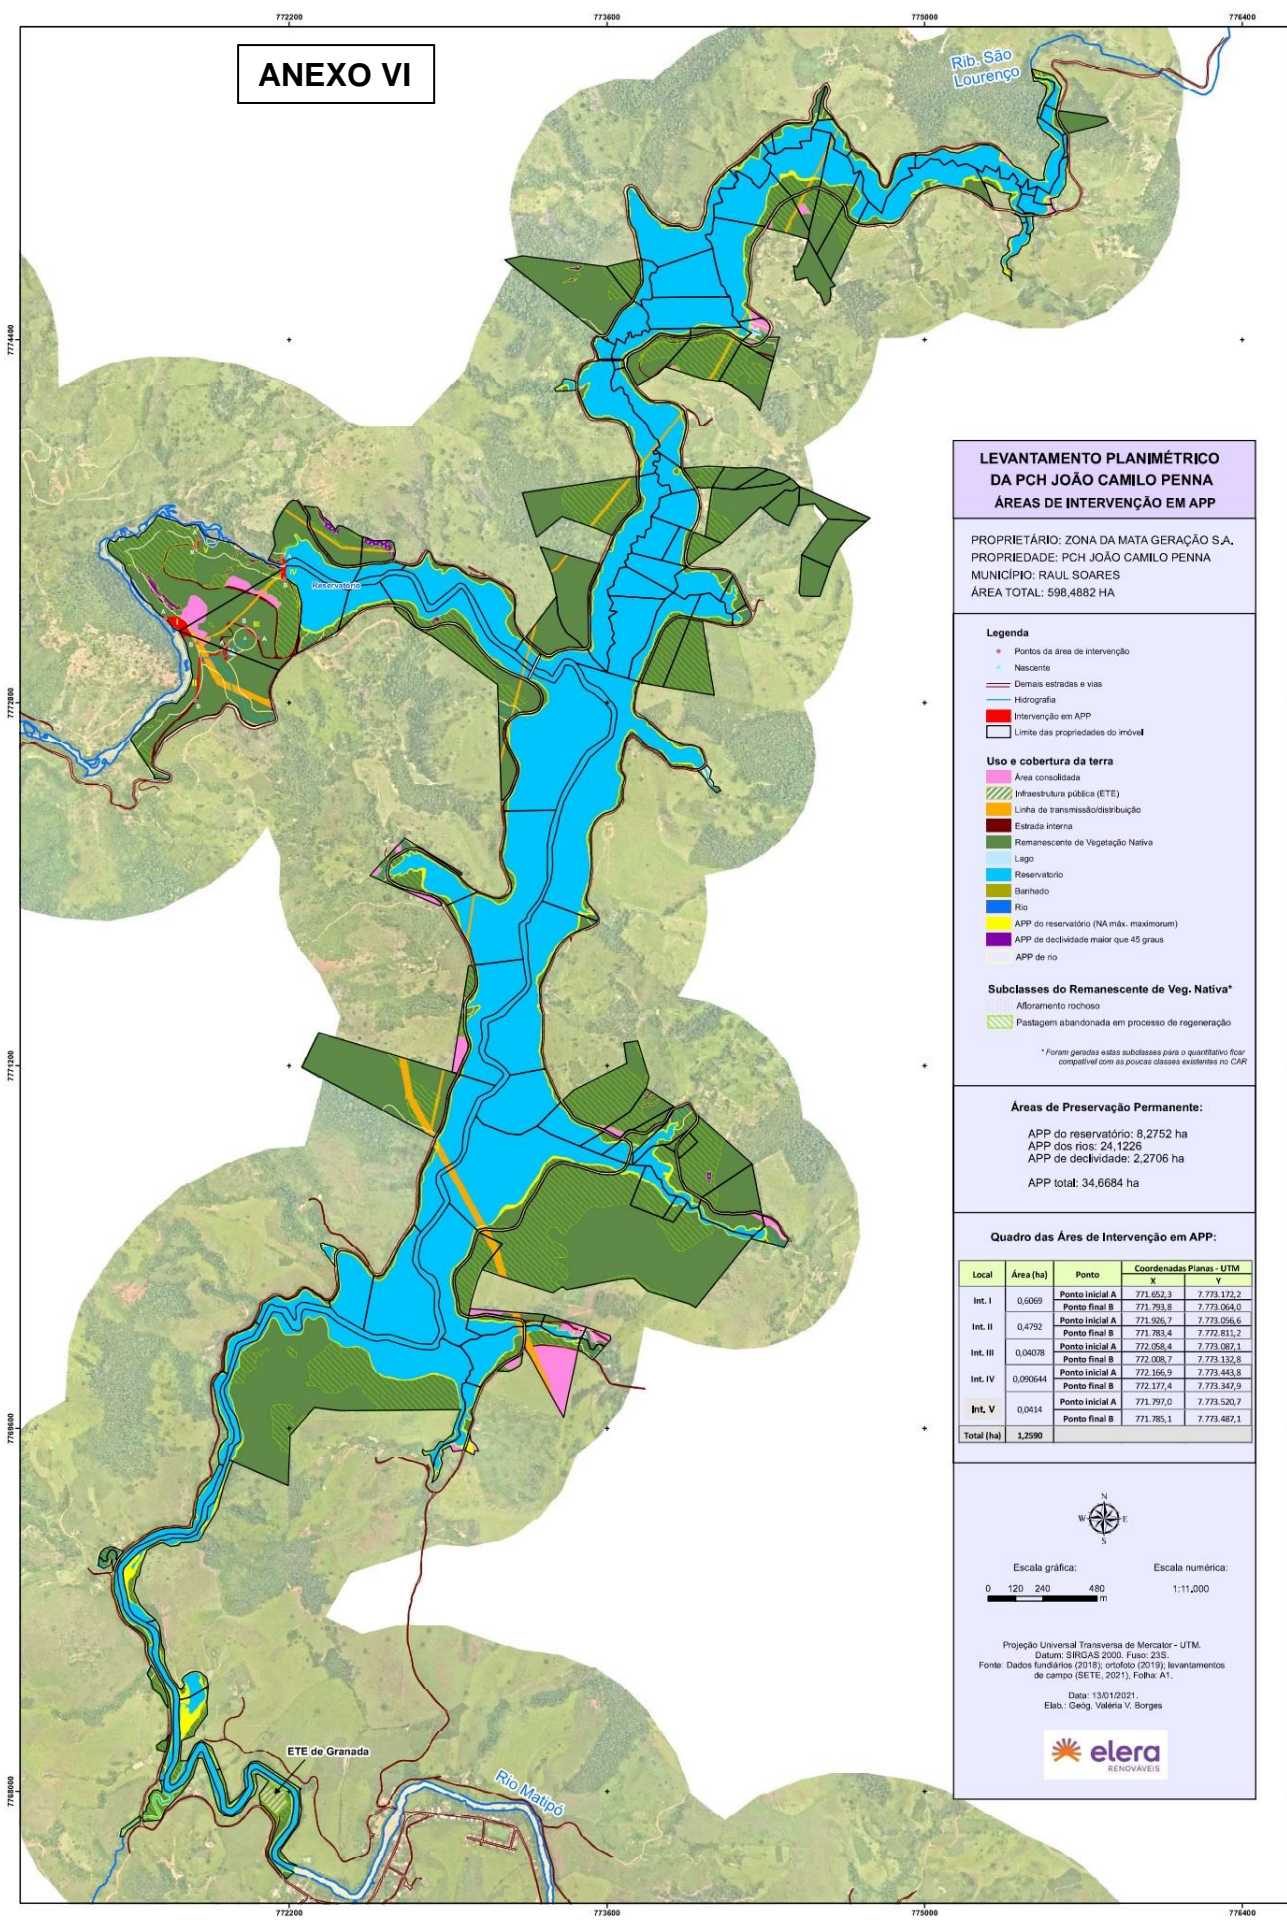 772200 773600 775000 776400
ANEXO VI
Rib. São
Lourenço
7774400
7772800
7771200
7769600
7768000
Reservatório
I
II
III
IV
V
A
B
ETE de Granada
Rio Matipó
LEVANTAMENTO PLANIMÉTRICO
DA PCH JOÃO CAMILO PENNA
ÁREAS DE INTERVENÇÃO EM APP
PROPRIETÁRIO: ZONA DA MATA GERAÇÃO S.A.
PROPRIEDADE: PCH JOÃO CAMILO PENNA
MUNICÍPIO: RAUL SOARES
ÁREA TOTAL: 598,4882 HA
Legenda
Pontos da área de intervenção
Nascente
Demais estradas e vias
Hidrografia
Intervenção em APP
Limite das propriedades do imóvel
Uso e cobertura da terra
Área consolidada
Infraestrutura pública (ETE)
Linha de transmissão/distribuição
Estrada interna
Remanescente de Vegetação Nativa
Lago
Reservatorio
Banhado
Rio
APP do reservatório (NA máx. maximorum)
APP de declividade maior que 45 graus
APP de rio
Subclasses do Remanescente de Veg. Nativa*
Afloramento rochoso
Pastagem abandonada em processo de regeneração
* Foram geradas estas subclasses para o quantitativo ficar
compatível com as poucas classes existentes no CAR
Áreas de Preservação Permanente:
APP do reservatório: 8,2752 ha
APP dos rios: 24,1226
APP de declividade: 2,2706 ha
APP total: 34,6684 ha
Quadro das Áres de Intervenção em APP:
Local Área (ha) Ponto Coordenadas Planas - UTM
X Y
Int. I 0,6069 Ponto inicial A 771.652,3 7.773.172,2
Ponto final B 771.793,8 7.773.064,0
Int. II 0,4792 Ponto inicial A 771.926,7 7.773.056,6
Ponto final B 771.783,4 7.772.811,2
Int. III 0,04078 Ponto inicial A 772.058,4 7.773.087,1
Ponto final B 772.008,7 7.773.132,8
Int. IV 0,090644 Ponto inicial A 772.166,9 7.773.443,8
Ponto final B 772.177,4 7.773.347,9
Int. V 0,0414 Ponto inicial A 771.797,0 7.773.520,7
Ponto final B 771.785,1 7.773.487,1
Total (ha) 1,2590
N
W E
S
Escala gráfica: Escala numérica:
0 120 240 480
m
1:11.000
Projeção Universal Transversa de Mercator - UTM.
Datum: SIRGAS 2000. Fuso: 23S.
Fonte: Dados fundiários (2018); ortofoto (2019); levantamentos
de campo (SETE, 2021). Folha: A1.
Data: 13/01/2021.
Elab.: Geóg. Valéria V. Borges
elera
RENOVÁVEIS
772200 773600 775000 776400